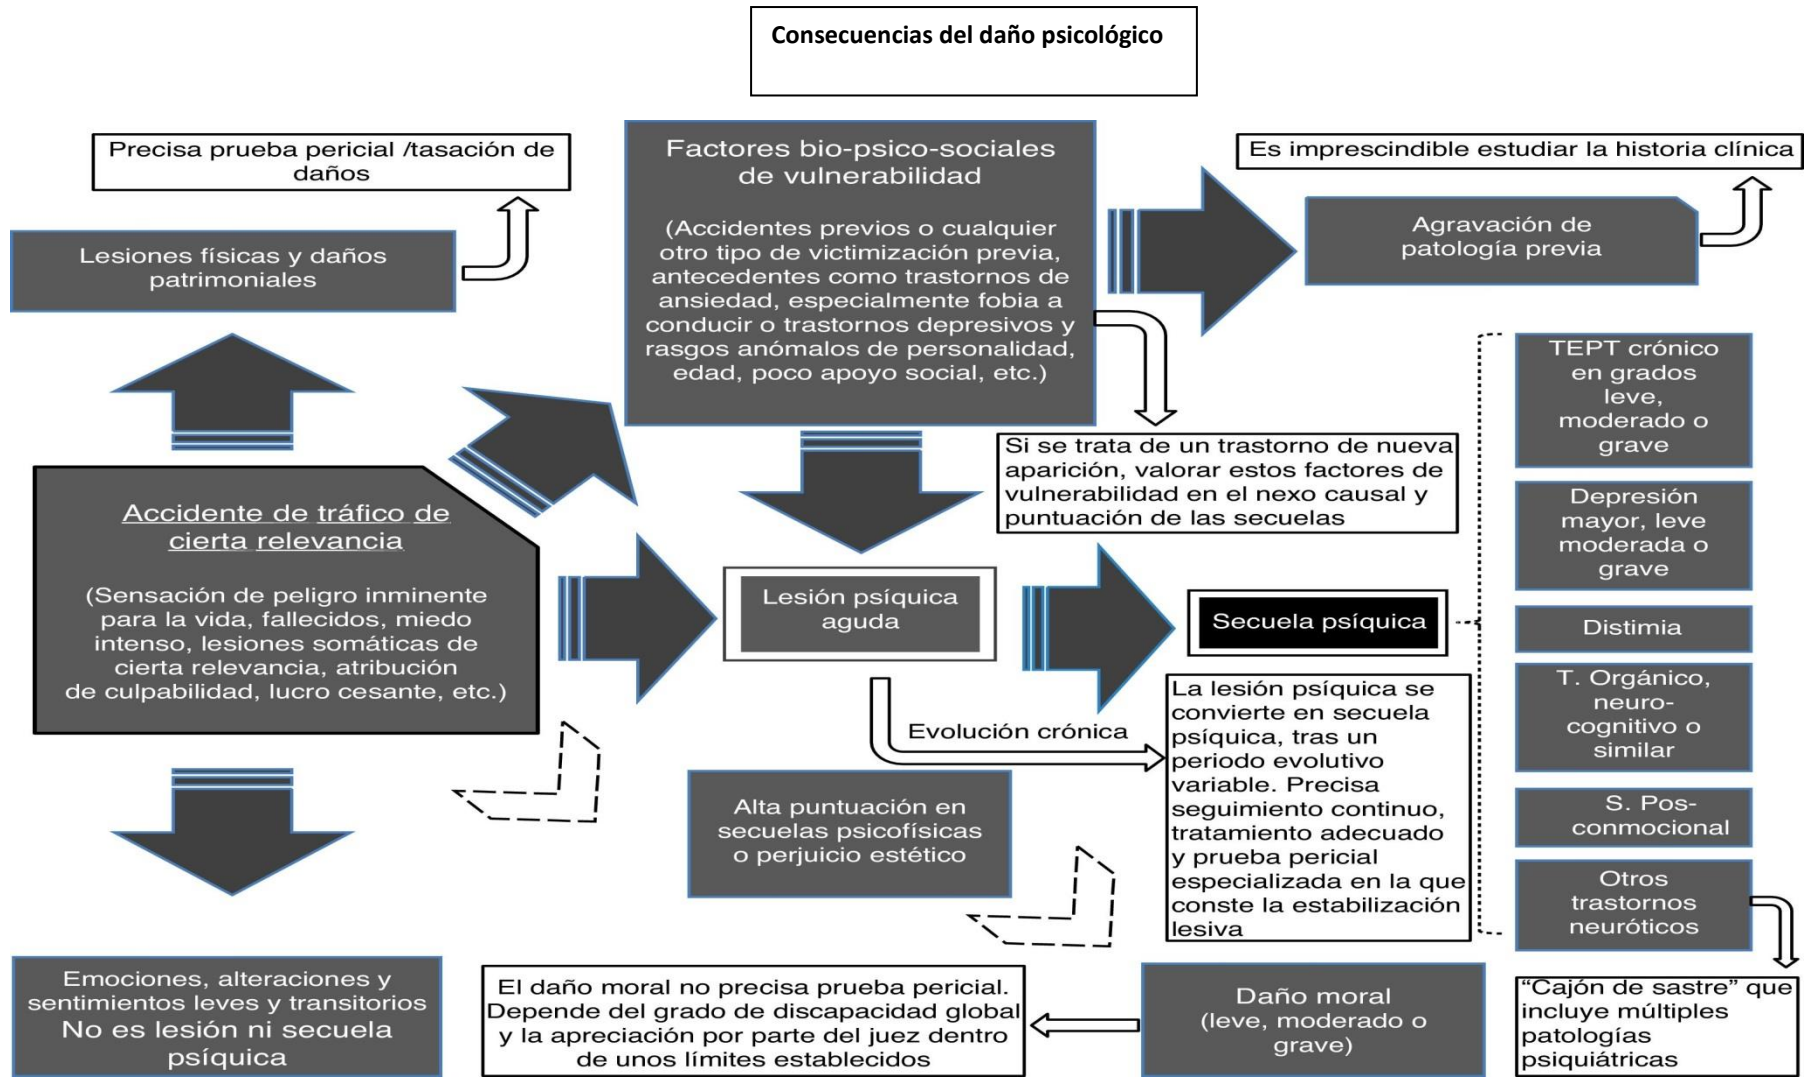 Consecuencias del daño psicológico
Precisa prueba pericial /tasación de
daños
Lesiones físicas y daños
patrimoniales
Factores bio-psico-sociales
de vulnerabilidad
(Accidentes previos o cualquier
otro tipo de victimización previa,
antecedentes como trastornos de
ansiedad, especialmente fobia a
conducir o trastornos depresivos y
rasgos anómalos de personalidad,
edad, poco apoyo social, etc.)
Es imprescindible estudiar la historia clínica
Agravación de
patología previa
Si se trata de un trastorno de nueva
aparición, valorar estos factores de
vulnerabilidad en el nexo causal y
puntuación de las secuelas
Accidente de tráfico de
cierta relevancia
(Sensación de peligro inminente
para la vida, fallecidos, miedo
intenso, lesiones somáticas de
cierta relevancia, atribución
de culpabilidad, lucro cesante, etc.)
Lesión psíquica
aguda
Secuela psíquica
TEPT crónico
en grados
leve,
moderado o
grave
Depresión
mayor, leve
moderada o
grave
Distimia
T. Orgánico,
neuro-
cognitivo o
similar
S. Pos-
conmocional
Otros
trastornos
neuróticos
Evolución crónica
La lesión psíquica se
convierte en secuela
psíquica, tras un
periodo evolutivo
variable. Precisa
seguimiento continuo,
tratamiento adecuado
y prueba pericial
especializada en la que
conste la estabilización
lesiva
Alta puntuación en
secuelas psicofísicas
o perjuicio estético
Emociones, alteraciones y
sentimientos leves y transitorios
No es lesión ni secuela
psíquica
El daño moral no precisa prueba pericial.
Depende del grado de discapacidad global
y la apreciación por parte del juez dentro
de unos límites establecidos
Daño moral
(leve, moderado o
grave)
“Cajón de sastre” que
incluye múltiples
patologías
psiquiátricas